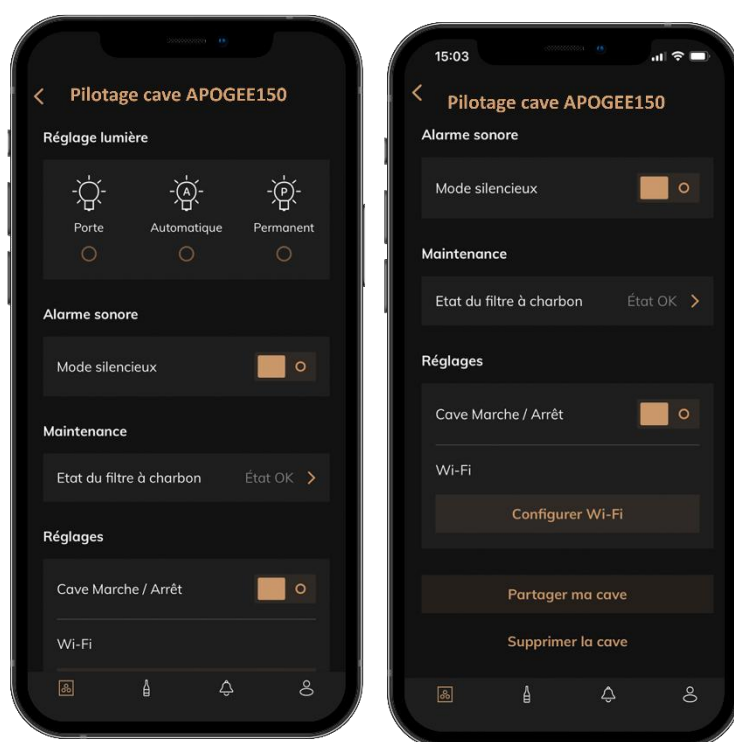 Pilotage cave APOGEE150
Réglage lumière
A
P
Porte
Automatique
Permanent
Alarme sonore
Mode silencieux
Maintenance
Etat du filtre à charbon
État OK
Réglages
Cave Marche / Arrêt
Wi-Fi
15:03
Pilotage cave APOGEE150
Alarme sonore
Mode silencieux
Maintenance
Etat du filtre à charbon
État OK
Réglages
Cave Marche / Arrêt
Wi-Fi
Configurer Wi-Fi
Partager ma cave
Supprimer la cave